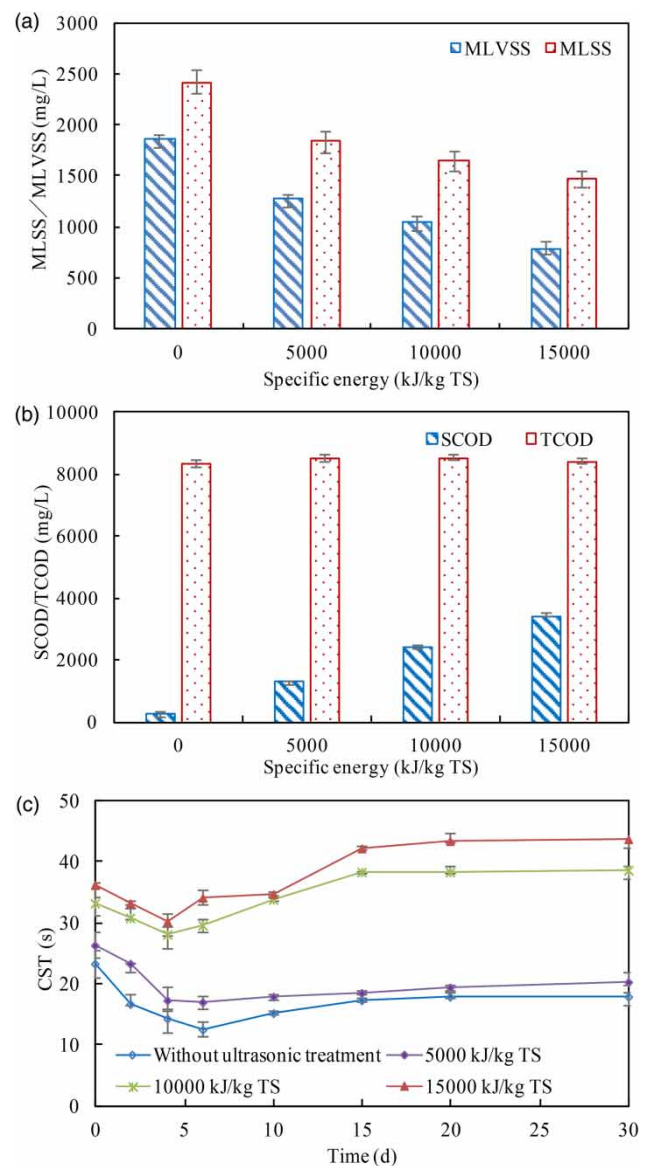 (a)
3000
2500
2000
1500
1000
500
0
MLSS／MLVSS (mg/L)
MLVSS MLSS
0 5000 10000 15000
Specific energy (kJ/kg TS)
(b)
10000
8000
6000
4000
2000
0
SCOD/TCOD (mg/L)
SCOD TCOD
0 5000 10000 15000
Specific energy (kJ/kg TS)
(c)
50
40
30
20
10
0
CST (s)
Without ultrasonic treatment 5000 kJ/kg TS
10000 kJ/kg TS 15000 kJ/kg TS
0 5 10 15 20 25 30
Time (d)